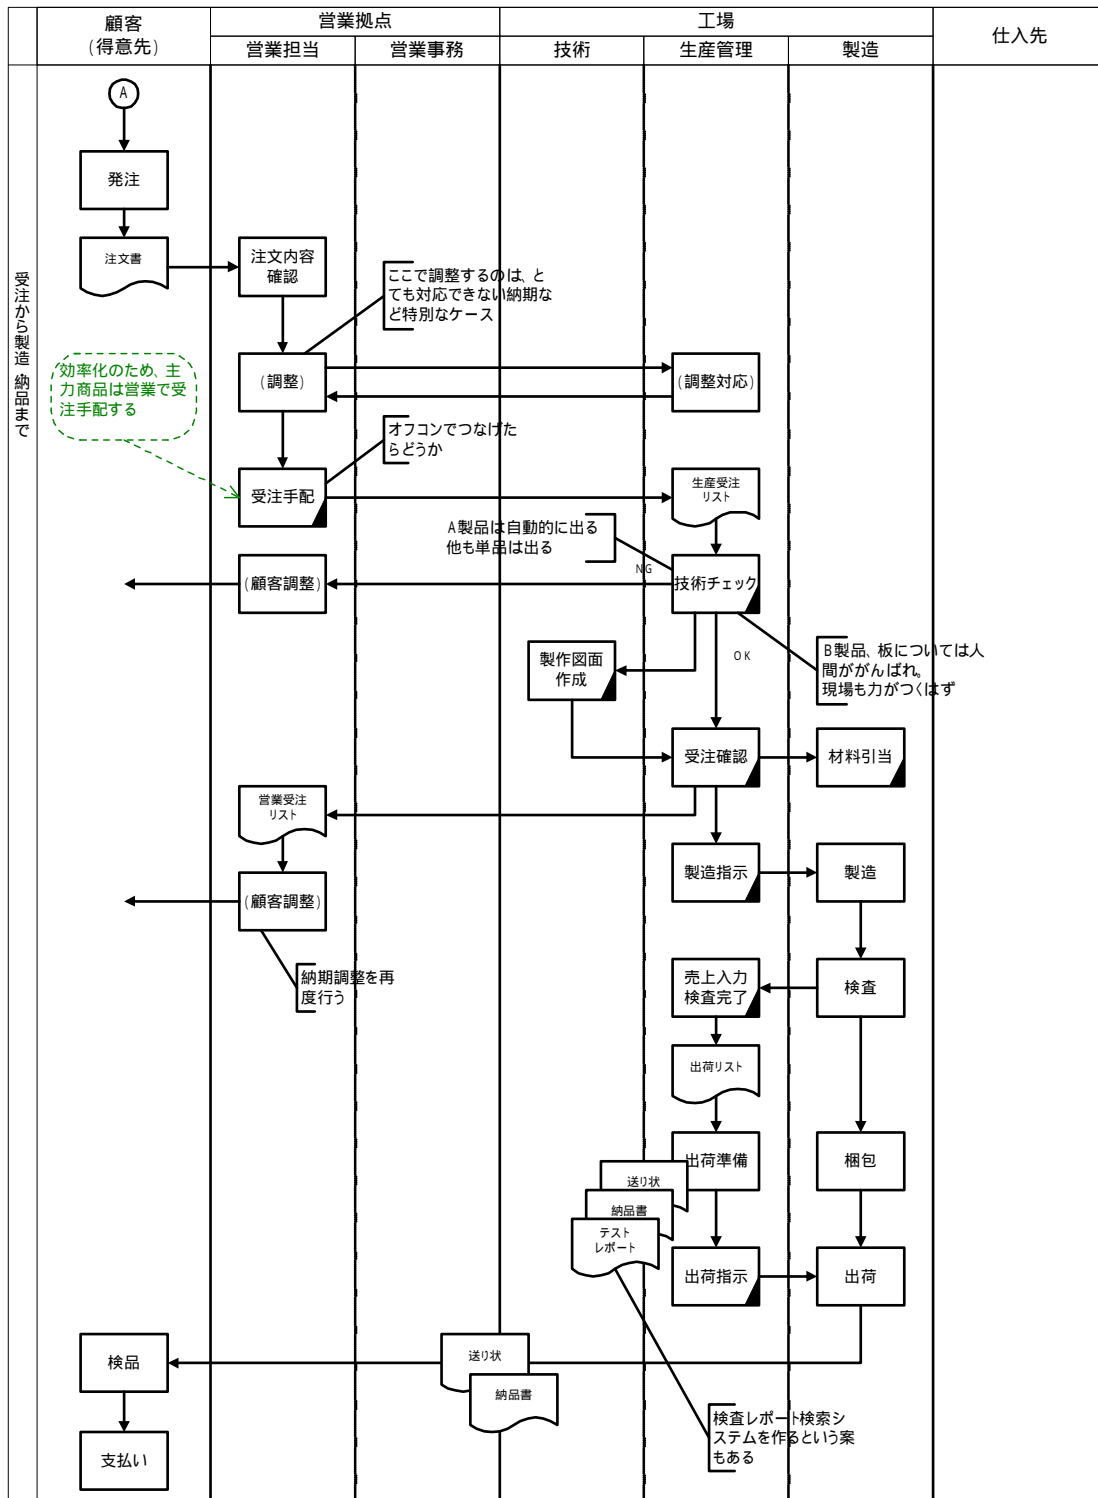 顧客
(得意先)
営業拠点
工場
仕入先
営業担当
営業事務
技術
生産管理
製造
受注から製造 納品まで
A
発注
注文書
注文内容
確認
ここで調整するのは、と
ても対応できない納期な
ど特別なケース
効率化のため、主
力商品は営業で受
注手配する
(調整)
(調整対応)
オフコンでつなげた
らどうか
受注手配
生産受注
リスト
A製品は自動的に出る
他も単品は出る
NG
(顧客調整)
技術チェック
OK
製作図面
作成
B製品、板については人
間ががんばれ。
現場も力がつくはず
受注確認
材料引当
営業受注
リスト
製造指示
製造
(顧客調整)
納期調整を再
度行う
売上入力
検査完了
検査
出荷リスト
出荷準備
梱包
送り状
納品書
テスト
レポート
出荷指示
出荷
検品
送り状
納品書
検査レポート検索シ
ステムを作るという案
もある
支払い